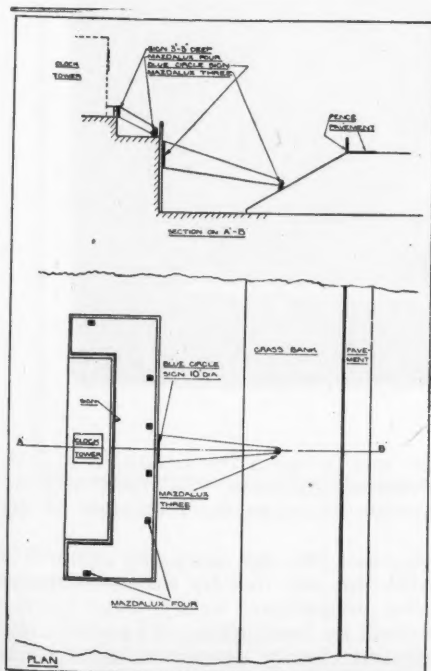 SIGN 3'-3" DEEP
MAZDALUX FOUR
BLUE CIRCLE SIGN
MAZDALUX THREE
CLOCK
TOWER
FENCE
PAVEMENT
SECTION ON A'-B
GRASS BANK
PAVE-
MENT
BLUE CIRCLE
SIGN 10' DIA.
SIGN
A'
CLOCK
TOWER
B
MAZDALUX
THREE
MAZDALUX FOUR
PLAN